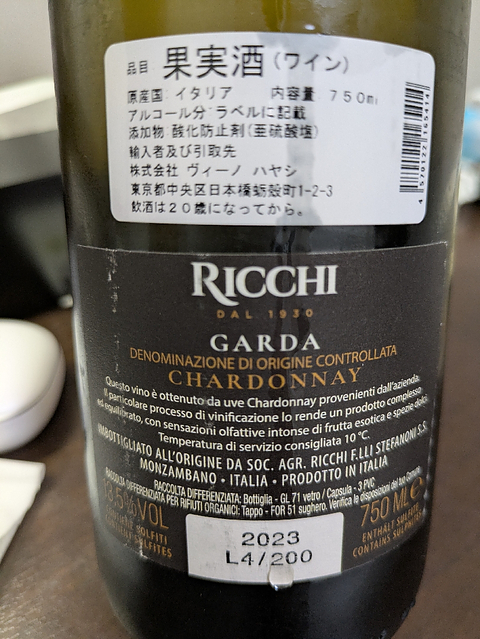 品目 果実酒(ワイン)
原産国 イタリア 内容量 750ml
アルコール分 ラベルに記載
添加物 酸化防止剤(亜硫酸塩)
輸入者及び引取先
株式会社 ヴィーノ ハヤシ
東京都中央区日本橋蛎殻町1-2-3
飲酒は20歳になってから。
4 570122 165414
RICCHI
DAL 1930
GARDA
DENOMINAZIONE DI ORIGINE CONTROLLATA
CHARDONNAY
Questo vino è ottenuto da uve Chardonnay provenienti dall'azienda.
Il particolare processo di vinificazione lo rende un prodotto complesso
ed equilibrato, con sensazioni olfattive intense di frutta esotica e spezie dolci.
Temperatura di servizio consigliata 10 °C.
IMBOTTIGLIATO ALL'ORIGINE DA SOC. AGR. RICCHI F.LLI STEFANONI S.S.
MONZAMBANO • ITALIA • PRODOTTO IN ITALIA
RACCOLTA DIFFERENZIATA: Bottiglia - GL 71 vetro / Capsula - 3 PVC
RACCOLTA DIFFERENZIATA PER RIFIUTI ORGANICI: Tappo - FOR 51 sughero. Verifica le disposizioni del tuo Comune.
13,5%VOL
750 ML e
CONTIENE SOLFITI
CONTAINS SULFITES
ENTHÄLT SULFITE
CONTAINS SULPHITES
2023
L4/200